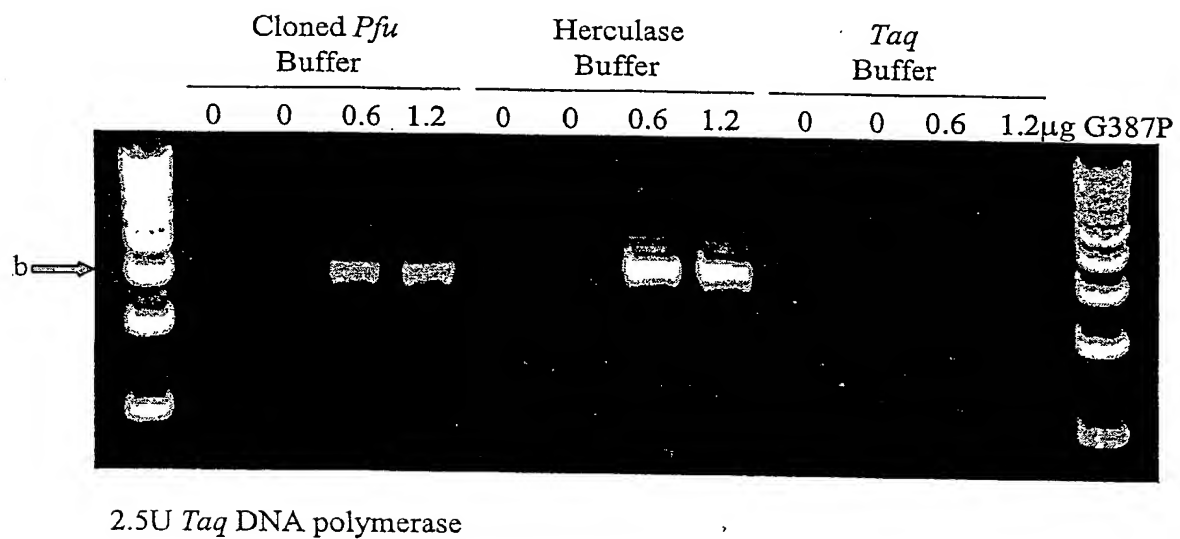 Cloned Pfu Buffer
Herculase Buffer
Taq Buffer
0 0 0.6 1.2 0 0 0.6 1.2 0 0 0.6 1.2µg G387P
b
2.5U Taq DNA polymerase